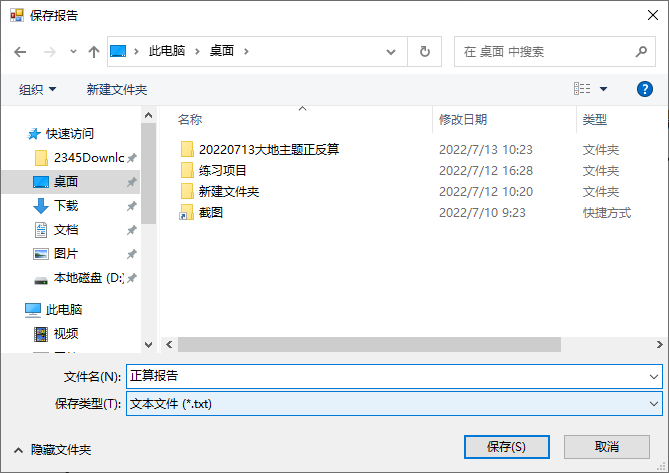 保存报告
此电脑 桌面
在 桌面 中搜索
组织 新建文件夹
名称 修改日期 类型
快速访问
2345Downlc
桌面
下载
文档
图片
本地磁盘 (D:)
此电脑
视频
20220713大地主题正反算 2022/7/13 10:23 文件夹
练习项目 2022/7/12 16:28 文件夹
新建文件夹 2022/7/12 10:20 文件夹
截图 2022/7/10 9:23 快捷方式
文件名(N): 正算报告
保存类型(T): 文本文件 (*.txt)
隐藏文件夹 保存(S) 取消